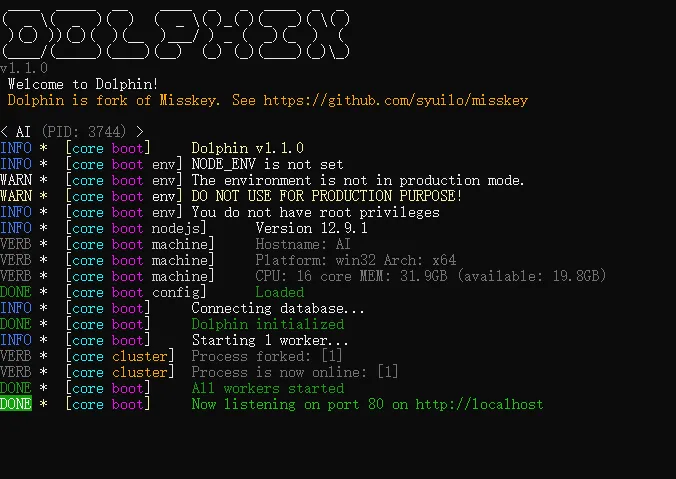 DOLPHIN
v1.1.0
Welcome to Dolphin!
Dolphin is fork of Misskey. See https://github.com/syuilo/misskey
< AI (PID: 3744) >
INFO *  [core boot]     Dolphin v1.1.0
INFO *  [core boot env] NODE_ENV is not set
WARN *  [core boot env] The environment is not in production mode.
WARN *  [core boot env] DO NOT USE FOR PRODUCTION PURPOSE!
INFO *  [core boot env] You do not have root privileges
INFO *  [core boot nodejs]      Version 12.9.1
VERB *  [core boot machine]     Hostname: AI
VERB *  [core boot machine]     Platform: win32 Arch: x64
VERB *  [core boot machine]     CPU: 16 core MEM: 31.9GB (available: 19.8GB)
DONE *  [core boot config]      Loaded
INFO *  [core boot]     Connecting database...
DONE *  [core boot]     Dolphin initialized
INFO *  [core boot]     Starting 1 worker...
VERB *  [core cluster]  Process forked: [1]
VERB *  [core cluster]  Process is now online: [1]
DONE *  [core boot]     All workers started
DONE *  [core boot]     Now listening on port 80 on http://localhost